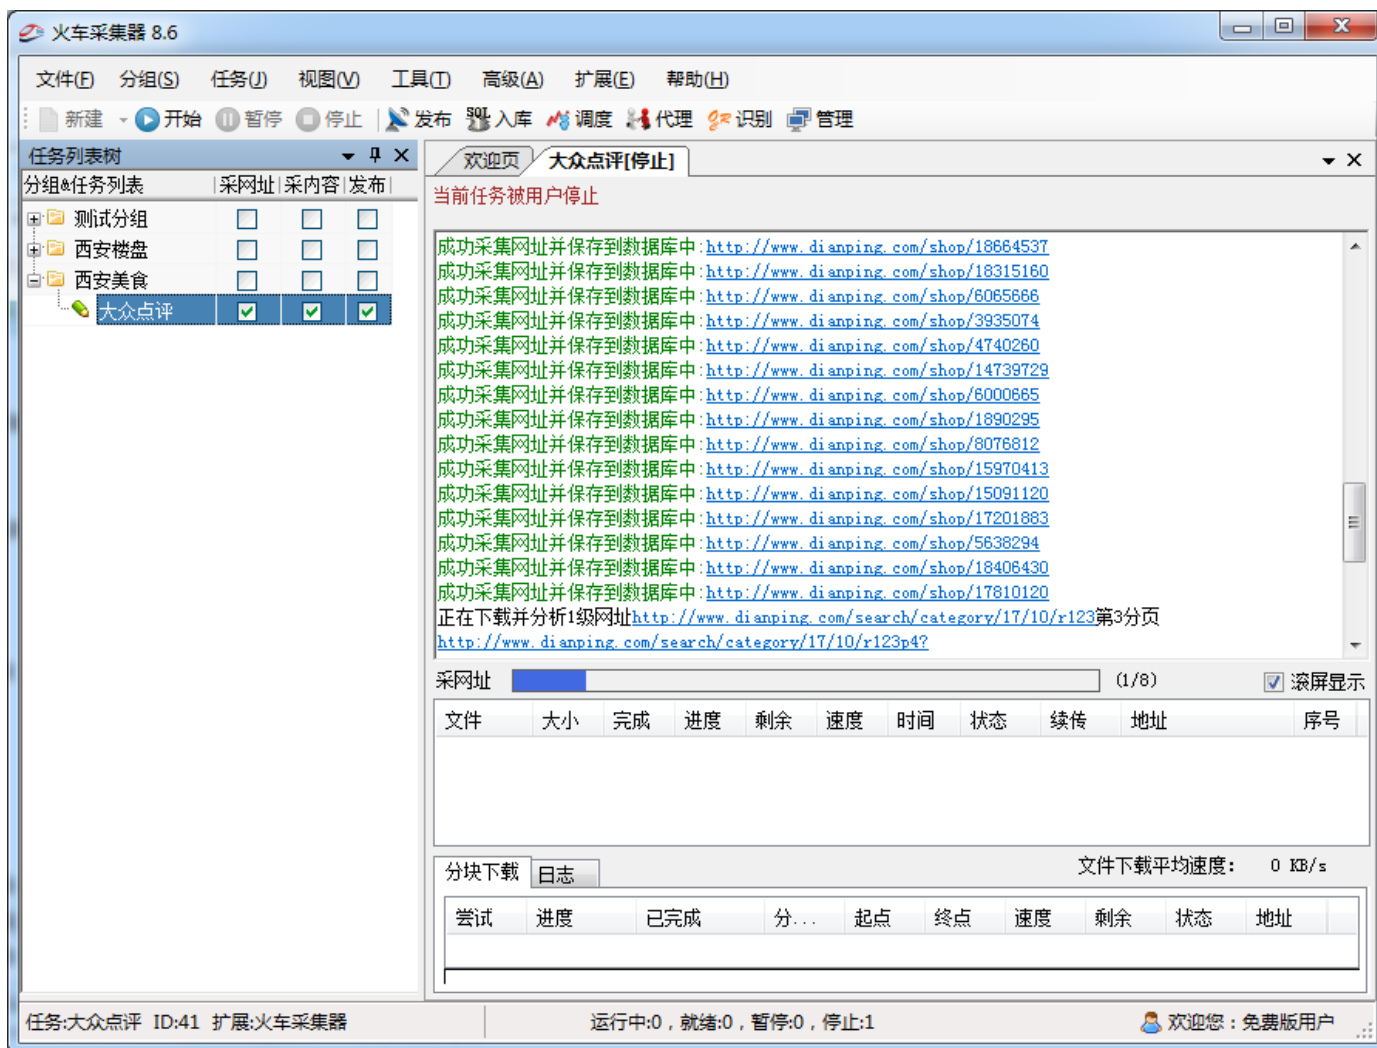 火车采集器 8.6
文件(F) 分组(S) 任务(J) 视图(V) 工具(T) 高级(A) 扩展(E) 帮助(H)
新建 开始 暂停 停止 发布 入库 调度 代理 识别 管理
任务列表树
欢迎页 大众点评[停止]
分组&任务列表 采网址 采内容 发布
当前任务被用户停止
测试分组
西安楼盘
西安美食
大众点评
成功采集网址并保存到数据库中:http://www.dianping.com/shop/18664537
成功采集网址并保存到数据库中:http://www.dianping.com/shop/18315160
成功采集网址并保存到数据库中:http://www.dianping.com/shop/6065666
成功采集网址并保存到数据库中:http://www.dianping.com/shop/3935074
成功采集网址并保存到数据库中:http://www.dianping.com/shop/4740260
成功采集网址并保存到数据库中:http://www.dianping.com/shop/14739729
成功采集网址并保存到数据库中:http://www.dianping.com/shop/6000665
成功采集网址并保存到数据库中:http://www.dianping.com/shop/1890295
成功采集网址并保存到数据库中:http://www.dianping.com/shop/8076812
成功采集网址并保存到数据库中:http://www.dianping.com/shop/15970413
成功采集网址并保存到数据库中:http://www.dianping.com/shop/15091120
成功采集网址并保存到数据库中:http://www.dianping.com/shop/17201883
成功采集网址并保存到数据库中:http://www.dianping.com/shop/5638294
成功采集网址并保存到数据库中:http://www.dianping.com/shop/18406430
成功采集网址并保存到数据库中:http://www.dianping.com/shop/17810120
正在下载并分析1级网址http://www.dianping.com/search/category/17/10/r123第3分页
http://www.dianping.com/search/category/17/10/r123p4?
采网址 (1/8) 滚屏显示
文件 大小 完成 进度 剩余 速度 时间 状态 续传 地址 序号
分块下载 日志 文件下载平均速度: 0 KB/s
尝试 进度 已完成 分... 起点 终点 速度 剩余 状态 地址
任务:大众点评 ID:41 扩展:火车采集器 运行中:0，就绪:0，暂停:0，停止:1 欢迎您：免费版用户